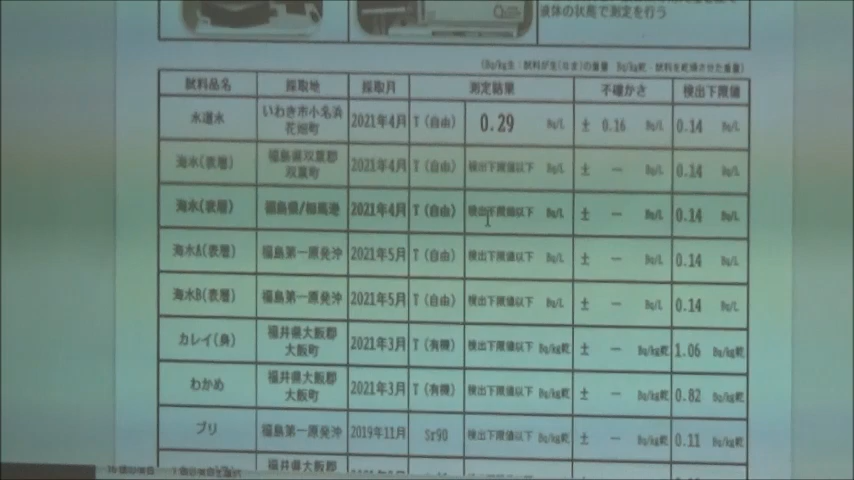 液体の状態で測定を行う
(Bq/kg生：試料が生(なま)の重量 Bq/kg乾・試料を乾燥させた重量)
試料品名 採取地 採取月 測定結果 不確かさ 検出下限値
水道水 いわき市小名浜花畑町 2021年4月 T（自由） 0.29 Bq/L ± 0.16 Bq/L 0.14 Bq/L
海水(表層) 福島県双葉郡双葉町 2021年4月 T（自由） 検出下限値以下 Bq/L ± ー Bq/L 0.14 Bq/L
海水(表層) 福島県/相馬港 2021年4月 T（自由） 検出下限値以下 Bq/L ± ー Bq/L 0.14 Bq/L
海水A(表層) 福島第一原発沖 2021年5月 T（自由） 検出下限値以下 Bq/L ± ー Bq/L 0.14 Bq/L
海水B(表層) 福島第一原発沖 2021年5月 T（自由） 検出下限値以下 Bq/L ± ー Bq/L 0.14 Bq/L
カレイ(身) 福井県大飯郡大飯町 2021年3月 T（有機） 検出下限値以下 Bq/kg乾 ± ー Bq/kg乾 1.06 Bq/kg乾
わかめ 福井県大飯郡大飯町 2021年3月 T（有機） 検出下限値以下 Bq/kg乾 ± ー Bq/kg乾 0.82 Bq/kg乾
ブリ 福島第一原発沖 2019年11月 Sr90 検出下限値以下 Bq/kg乾 ± ー Bq/kg乾 0.11 Bq/kg乾
福井県大飯郡